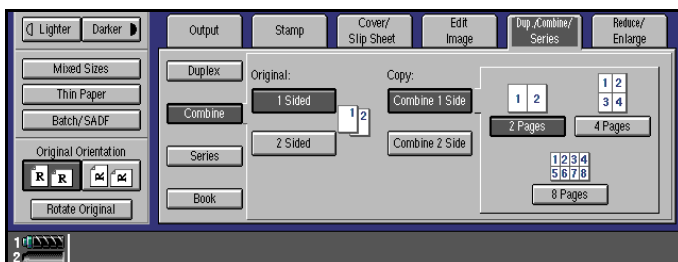 Lighter
Darker
Mixed Sizes
Thin Paper
Batch/SADF
Original Orientation
R R
R R
Rotate Original
Output
Stamp
Cover/
Slip Sheet
Edit
Image
Dup./Combine/
Series
Reduce/
Enlarge
Duplex
Combine
Series
Book
Original:
1 Sided
2 Sided
1 2
Copy:
Combine 1 Side
Combine 2 Side
1 2
2 Pages
1 2
3 4
4 Pages
1 2 3 4
5 6 7 8
8 Pages
1
2